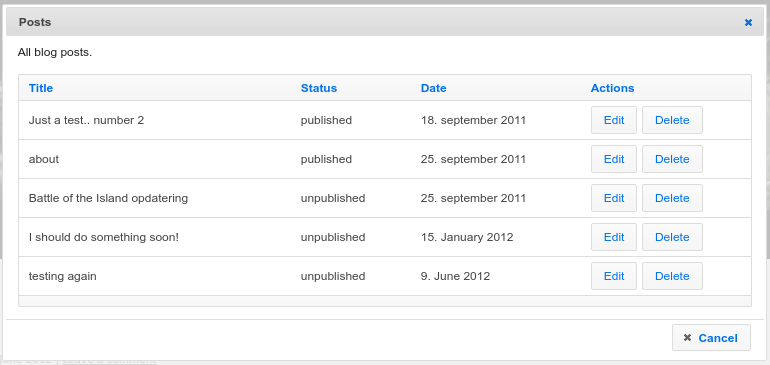 Posts
All blog posts.
Title Status Date Actions
Just a test.. number 2 published 18. september 2011 Edit Delete
about published 25. september 2011 Edit Delete
Battle of the Island opdatering unpublished 25. september 2011 Edit Delete
I should do something soon! unpublished 15. January 2012 Edit Delete
testing again unpublished 9. June 2012 Edit Delete
Cancel